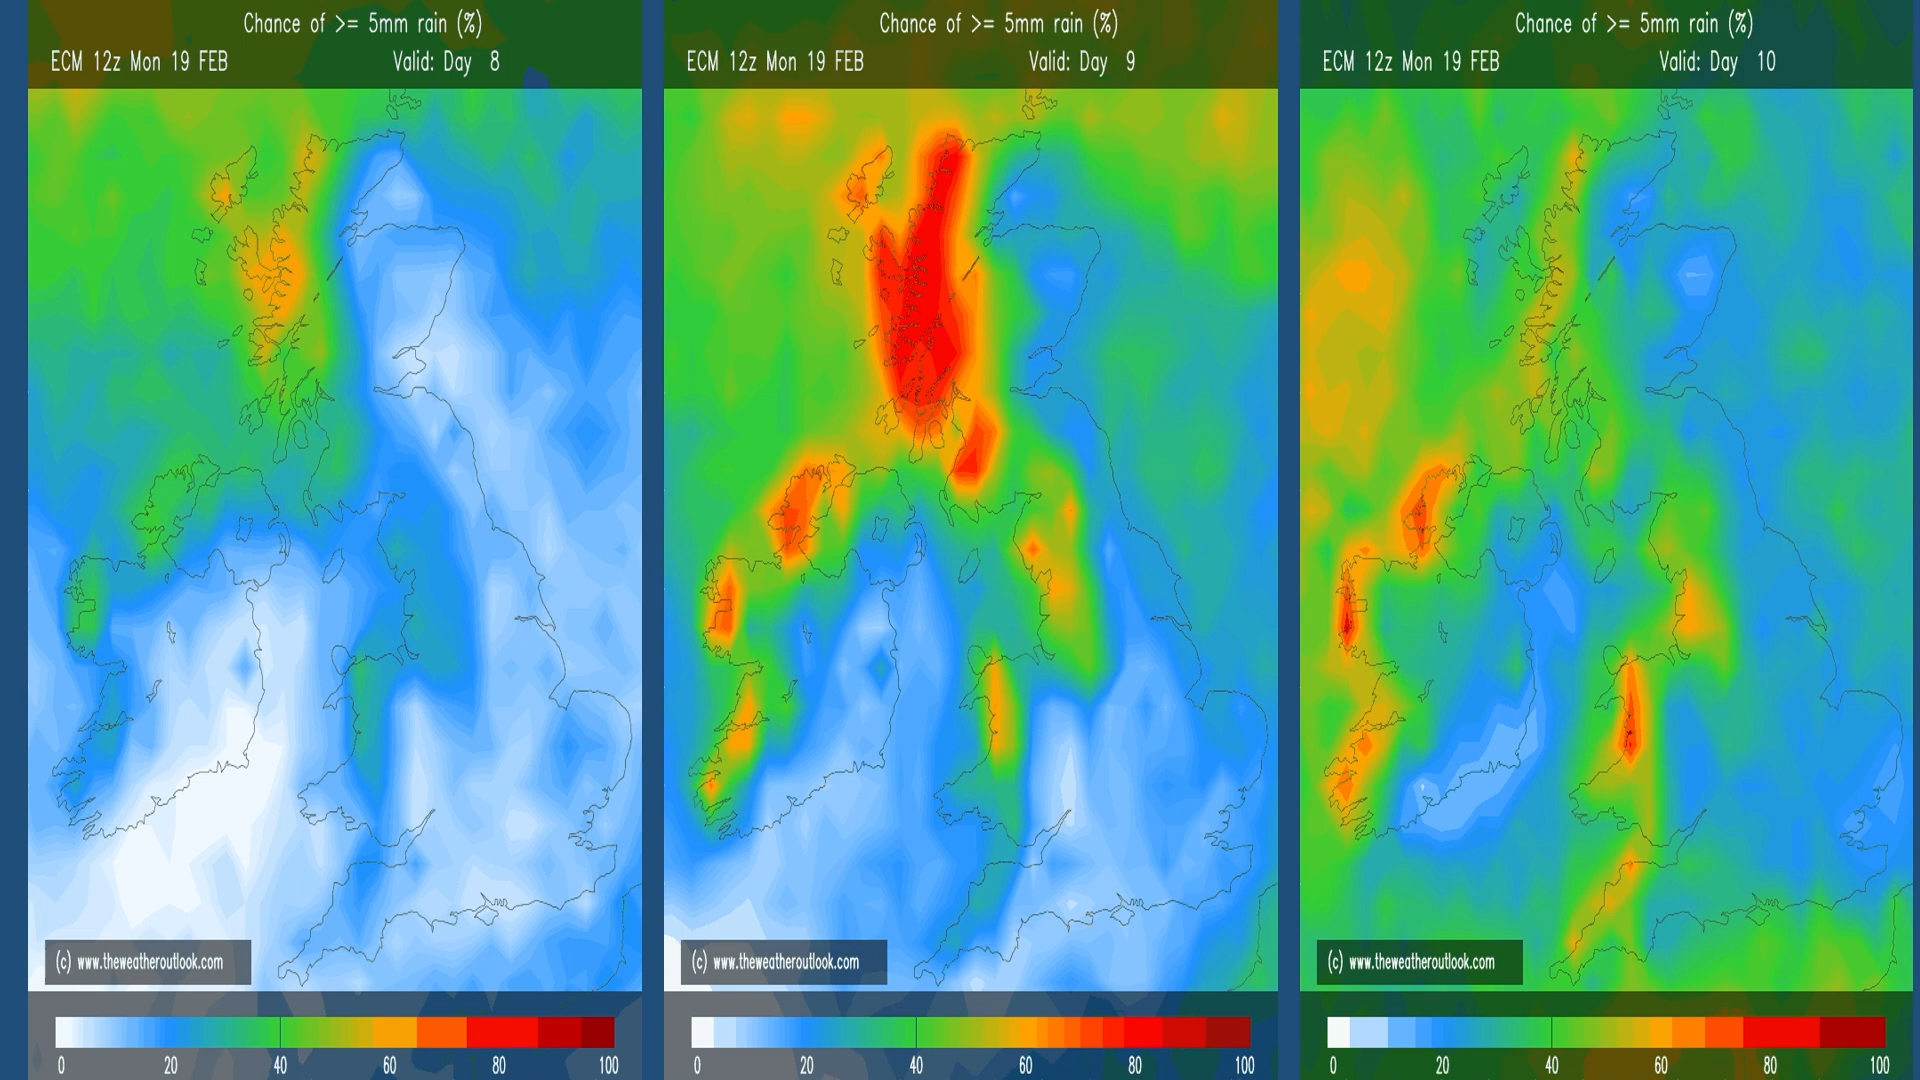 Chance of >= 5mm rain (%)
ECM 12z Mon 19 FEB Valid: Day 8
(c) www.theweatheroutlook.com
0 20 40 60 80 100
Chance of >= 5mm rain (%)
ECM 12z Mon 19 FEB Valid: Day 9
(c) www.theweatheroutlook.com
0 20 40 60 80 100
Chance of >= 5mm rain (%)
ECM 12z Mon 19 FEB Valid: Day 10
(c) www.theweatheroutlook.com
0 20 40 60 80 100